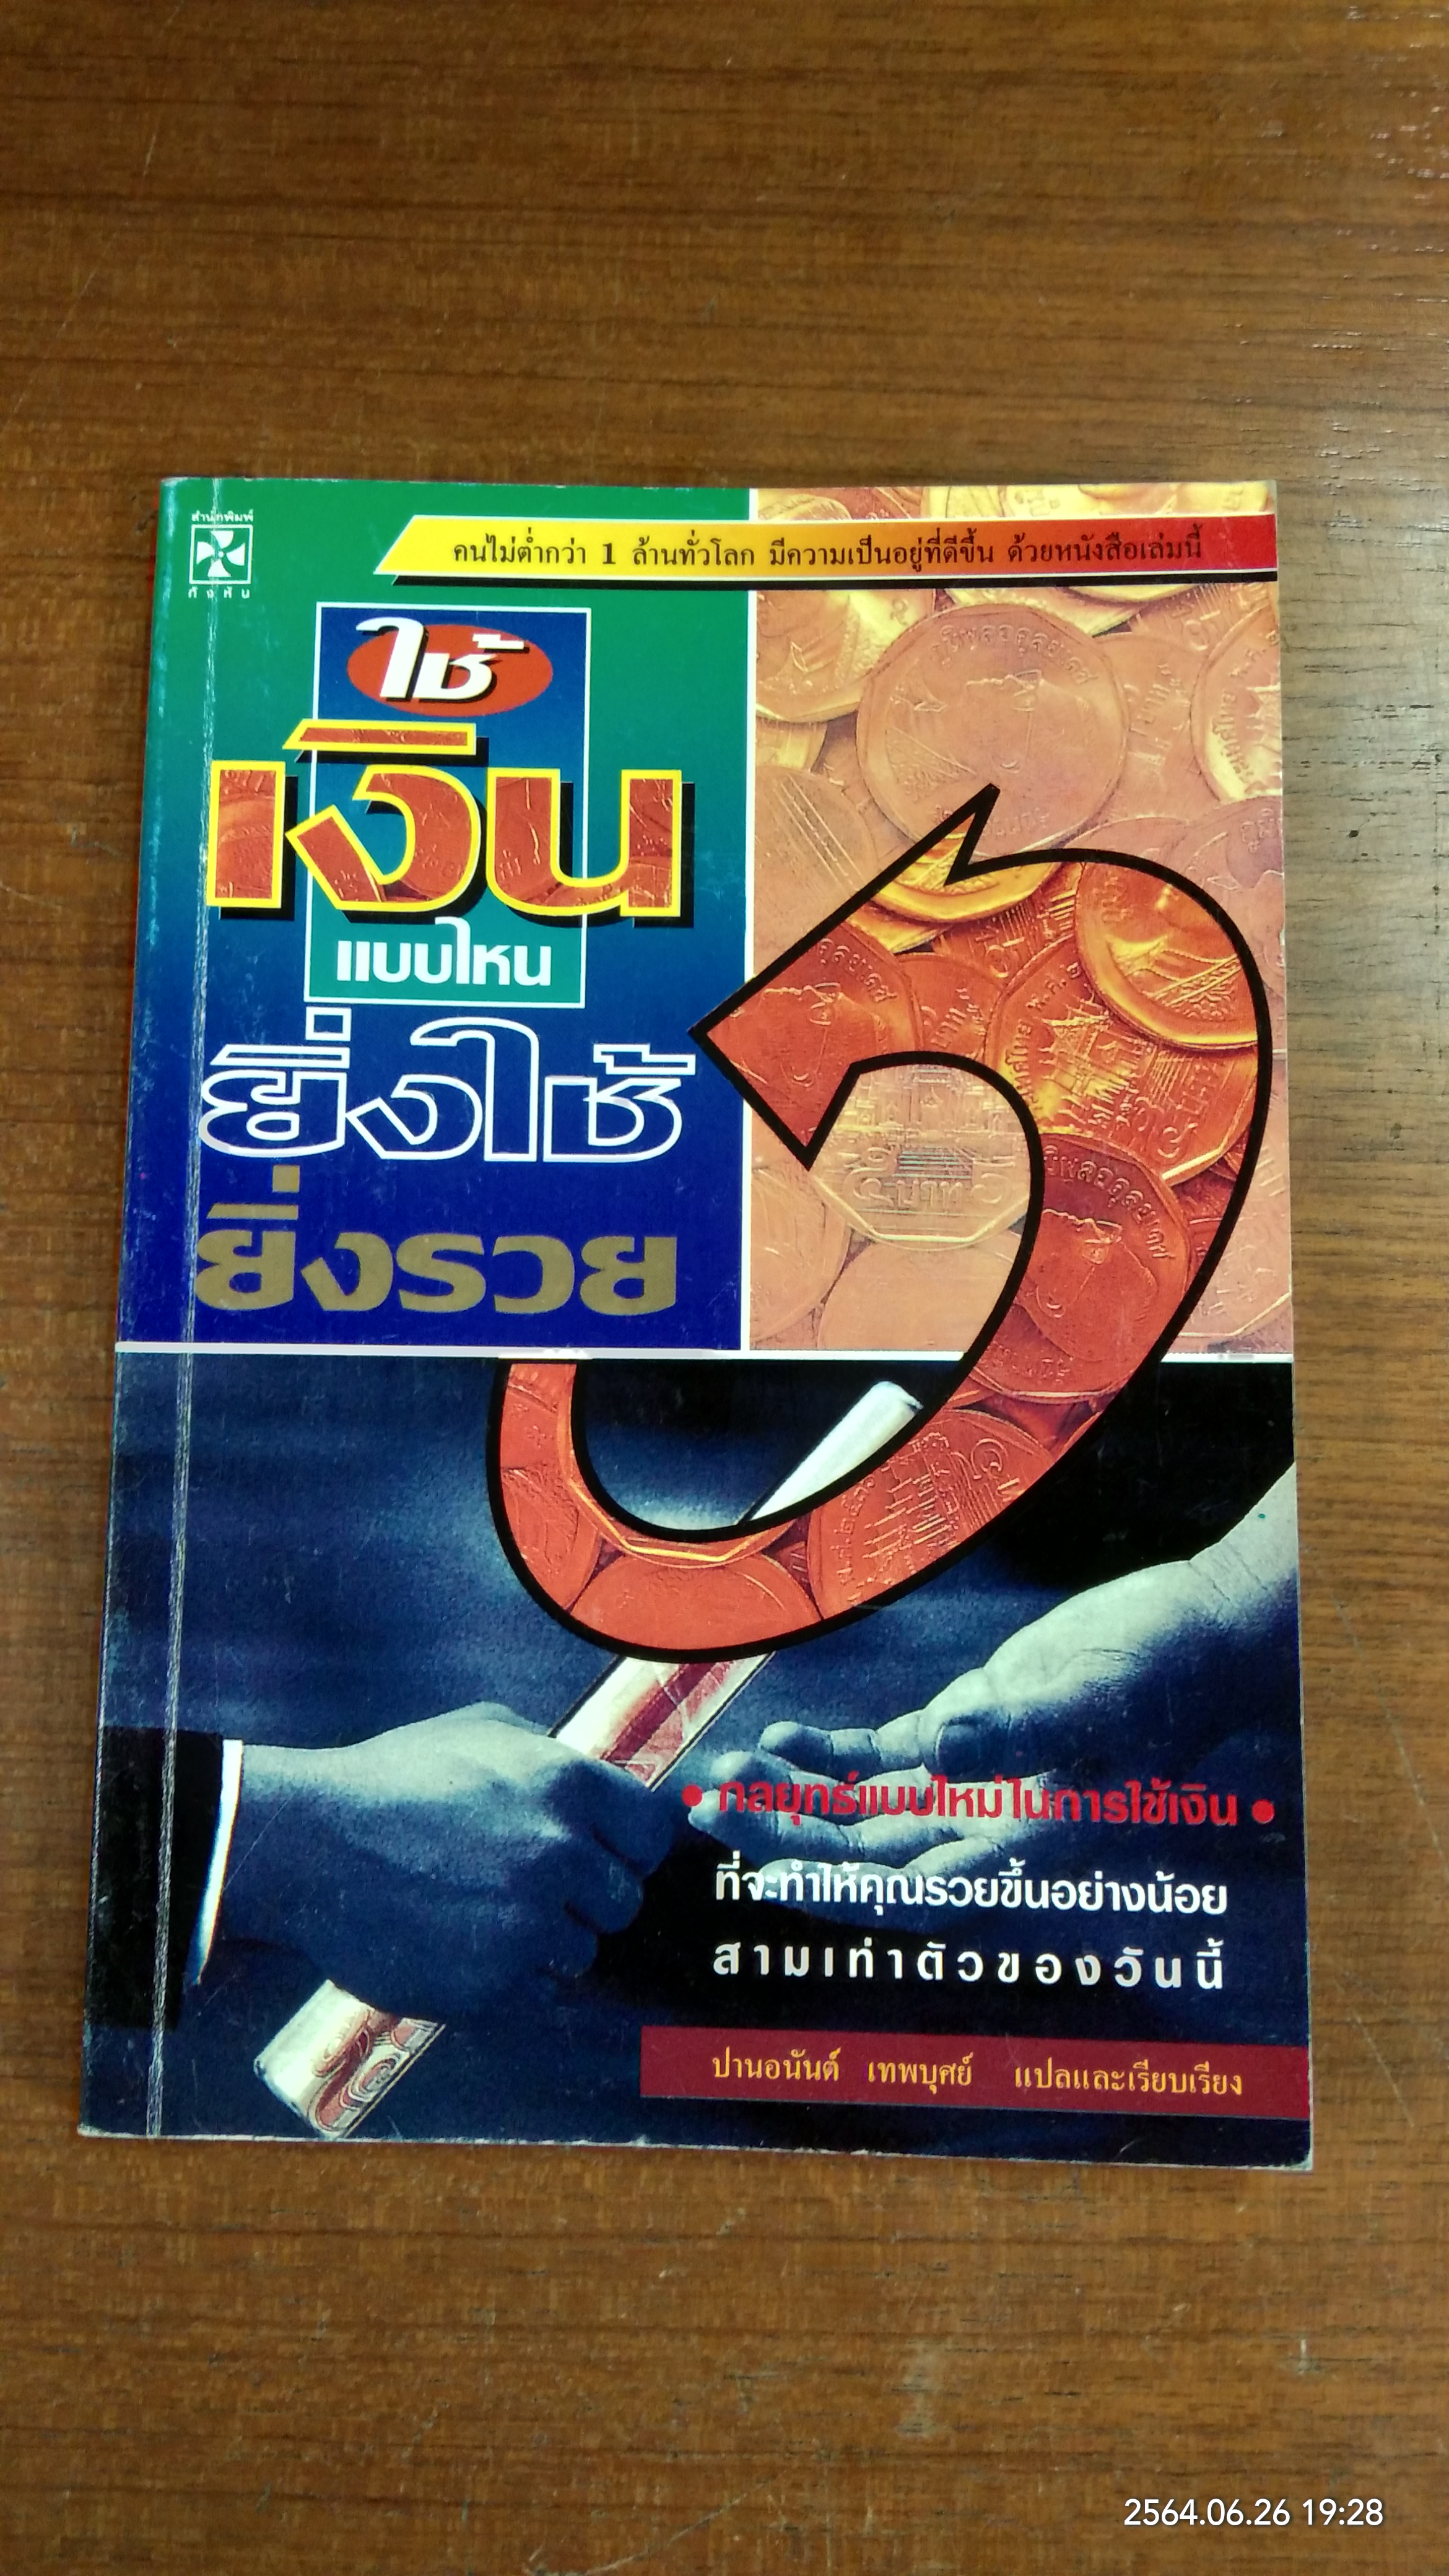 สำนักพิมพ์
กังหัน
คนไม่ต่ำกว่า 1 ล้านทั่วโลก มีความเป็นอยู่ที่ดีขึ้น ด้วยหนังสือเล่มนี้
ใช้
เงิน
แบบไหน
ยิ่งใช้
ยิ่งรวย
• กลยุทธ์แบบใหม่ในการใช้เงิน •
ที่จะทำให้คุณรวยขึ้นอย่างน้อย
สามเท่าตัวของวันนี้
ปานอนันต์ เทพบุศย์ แปลและเรียบเรียง
2564.06.26 19:28